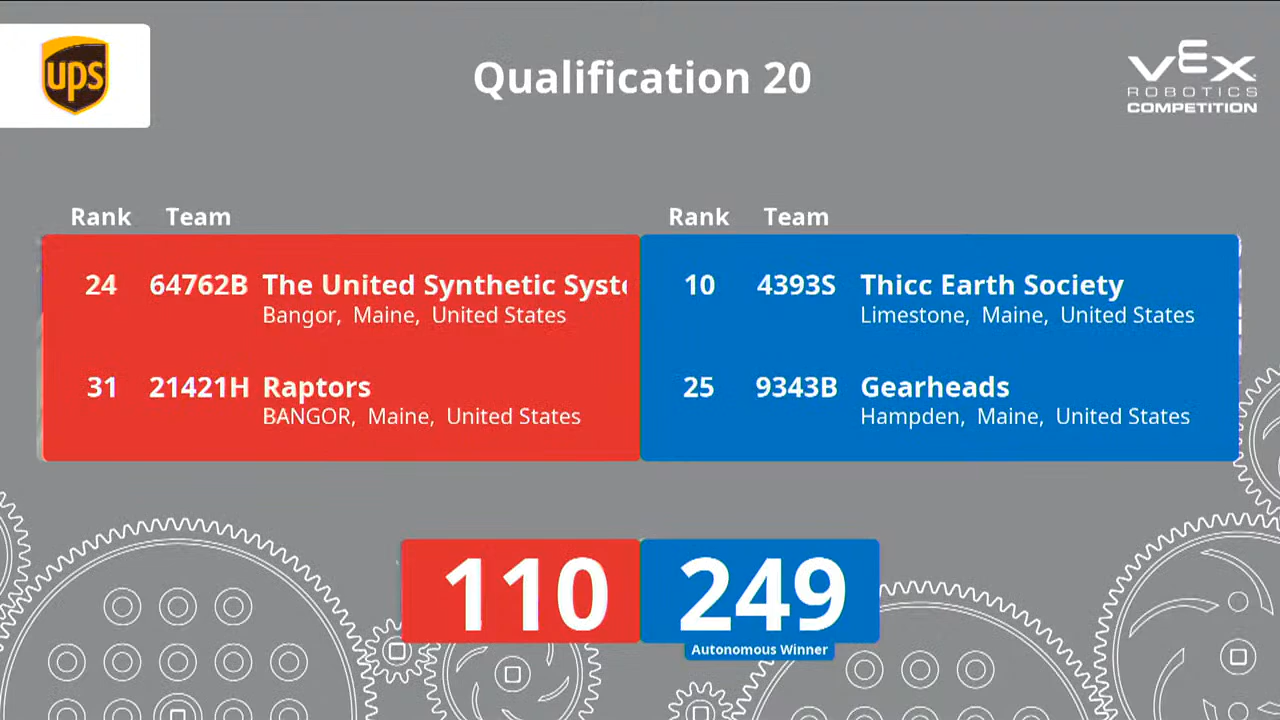 ups
Qualification 20
VEX
ROBOTICS
COMPETITION
Rank Team
24 64762B The United Synthetic Syst
Bangor, Maine, United States
31 21421H Raptors
BANGOR, Maine, United States
Rank Team
10 4393S Thicc Earth Society
Limestone, Maine, United States
25 9343B Gearheads
Hampden, Maine, United States
110
249
Autonomous Winner